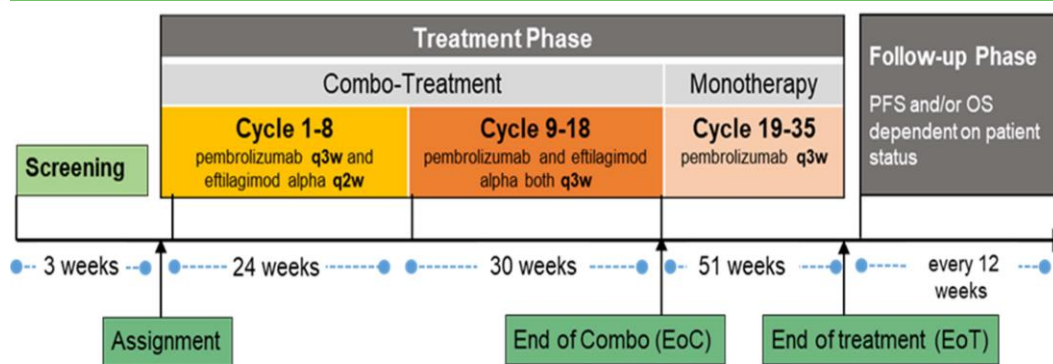 Treatment Phase
Combo-Treatment
Monotherapy
Follow-up Phase
PFS and/or OS
dependent on patient
status
Screening
Cycle 1-8
pembrolizumab q3w and
eftilagimod alpha q2w
Cycle 9-18
pembrolizumab and eftilagimod
alpha both q3w
Cycle 19-35
pembrolizumab q3w
3 weeks
24 weeks
30 weeks
51 weeks
every 12
weeks
Assignment
End of Combo (EoC)
End of treatment (EoT)